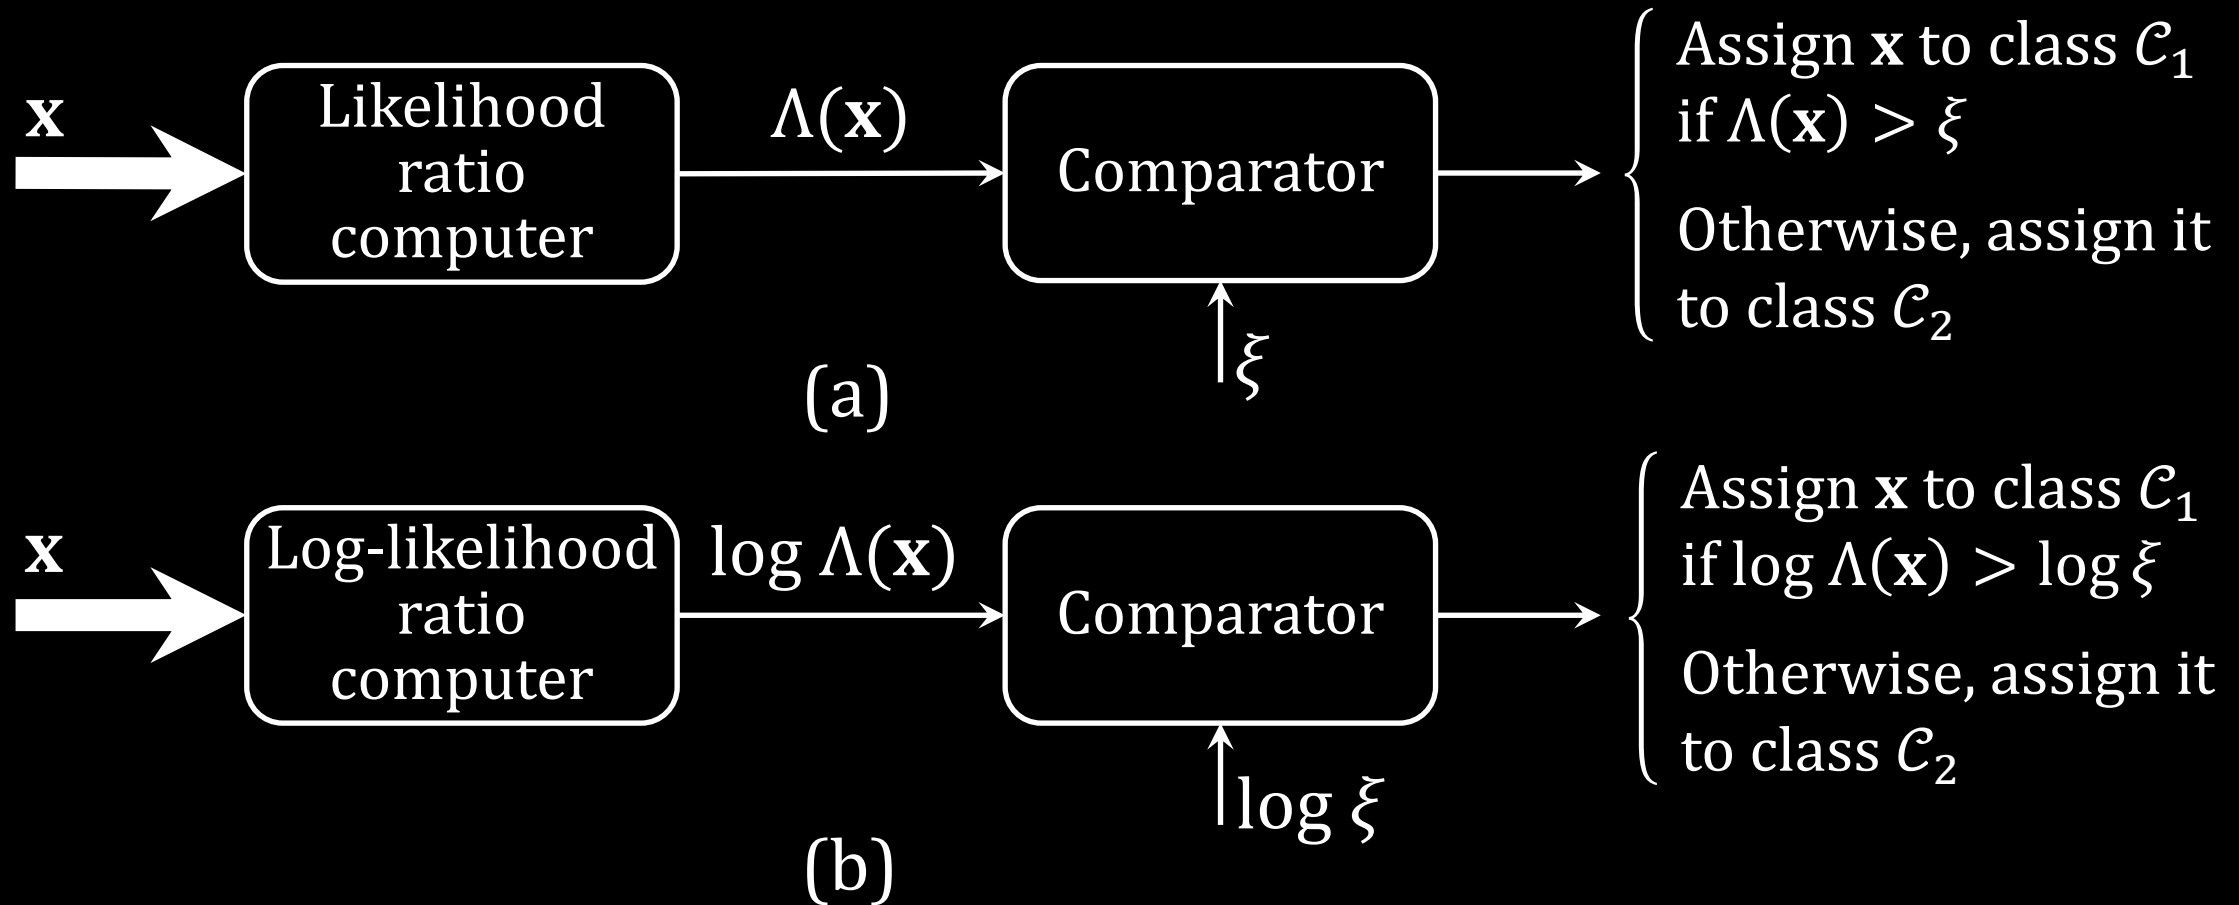 𝐱
Likelihood
ratio
computer
Λ(𝐱)
Comparator
ξ
Assign 𝐱 to class 𝒞₁
if Λ(𝐱) > ξ
Otherwise, assign it
to class 𝒞₂
(a)
𝐱
Log-likelihood
ratio
computer
log Λ(𝐱)
Comparator
log ξ
Assign 𝐱 to class 𝒞₁
if log Λ(𝐱) > log ξ
Otherwise, assign it
to class 𝒞₂
(b)